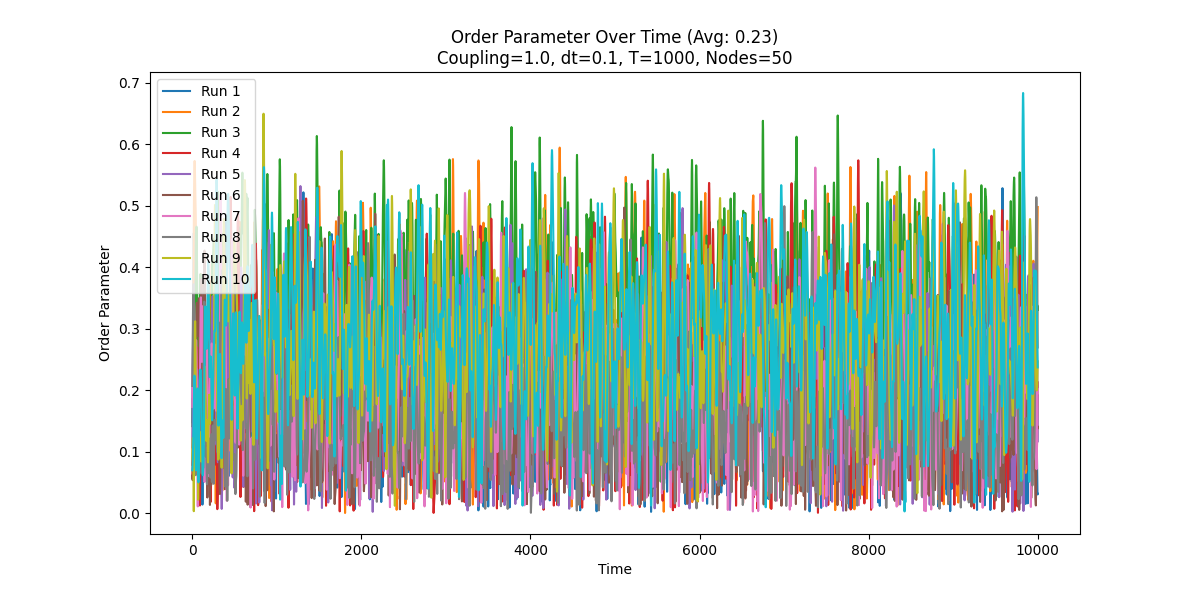 Order Parameter Over Time (Avg: 0.23)
Coupling=1.0, dt=0.1, T=1000, Nodes=50
0.7
0.6
0.5
0.4
0.3
0.2
0.1
0.0
Order Parameter
Run 1
Run 2
Run 3
Run 4
Run 5
Run 6
Run 7
Run 8
Run 9
Run 10
0 2000 4000 6000 8000 10000
Time